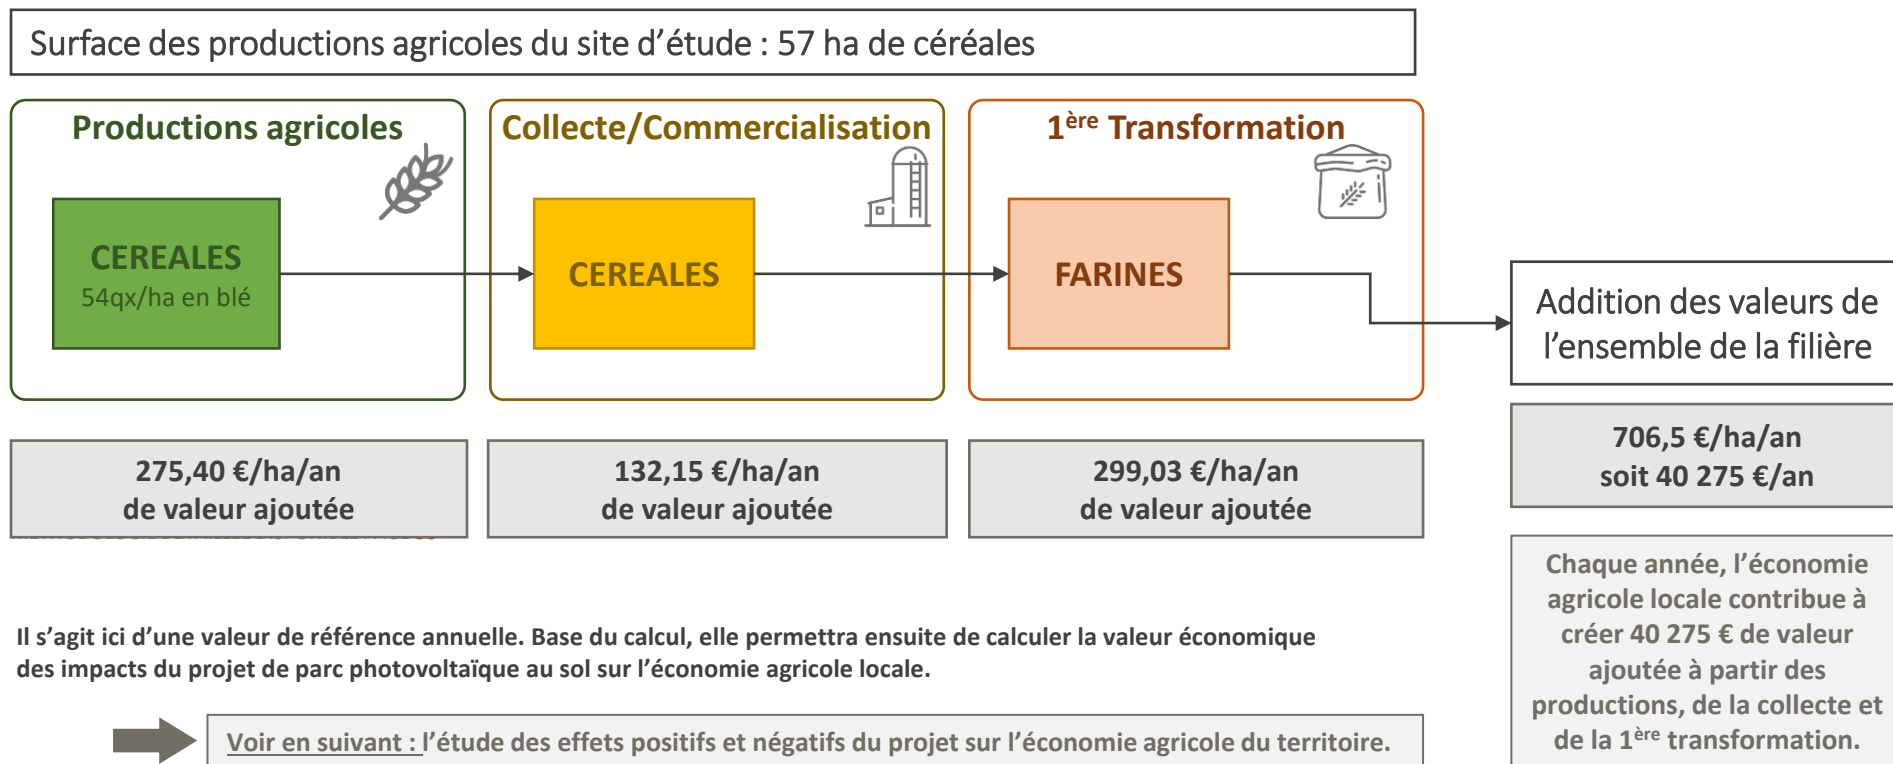 Surface des productions agricoles du site d’étude : 57 ha de céréales
Productions agricoles
CEREALES
54qx/ha en blé
Collecte/Commercialisation
CEREALES
1ère Transformation
FARINES
Addition des valeurs de
l’ensemble de la filière
275,40 €/ha/an
de valeur ajoutée
132,15 €/ha/an
de valeur ajoutée
299,03 €/ha/an
de valeur ajoutée
706,5 €/ha/an
soit 40 275 €/an
Chaque année, l’économie
agricole locale contribue à
créer 40 275 € de valeur
ajoutée à partir des
productions, de la collecte et
de la 1ère transformation.
Il s’agit ici d’une valeur de référence annuelle. Base du calcul, elle permettra ensuite de calculer la valeur économique
des impacts du projet de parc photovoltaïque au sol sur l’économie agricole locale.
Voir en suivant : l’étude des effets positifs et négatifs du projet sur l’économie agricole du territoire.